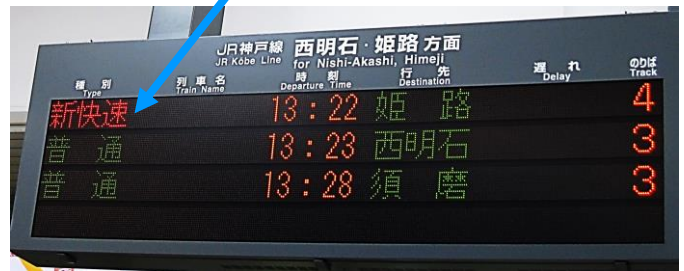 JR神戸線 西明石・姫路方面
JR Kōbe Line for Nishi-Akashi, Himeji
種別 列車名 時刻 行先 遅れ のりば
Type Train Name Departure Time Destination Delay Track
新快速 13:22 姫路 4
普通 13:23 西明石 3
普通 13:28 須磨 3